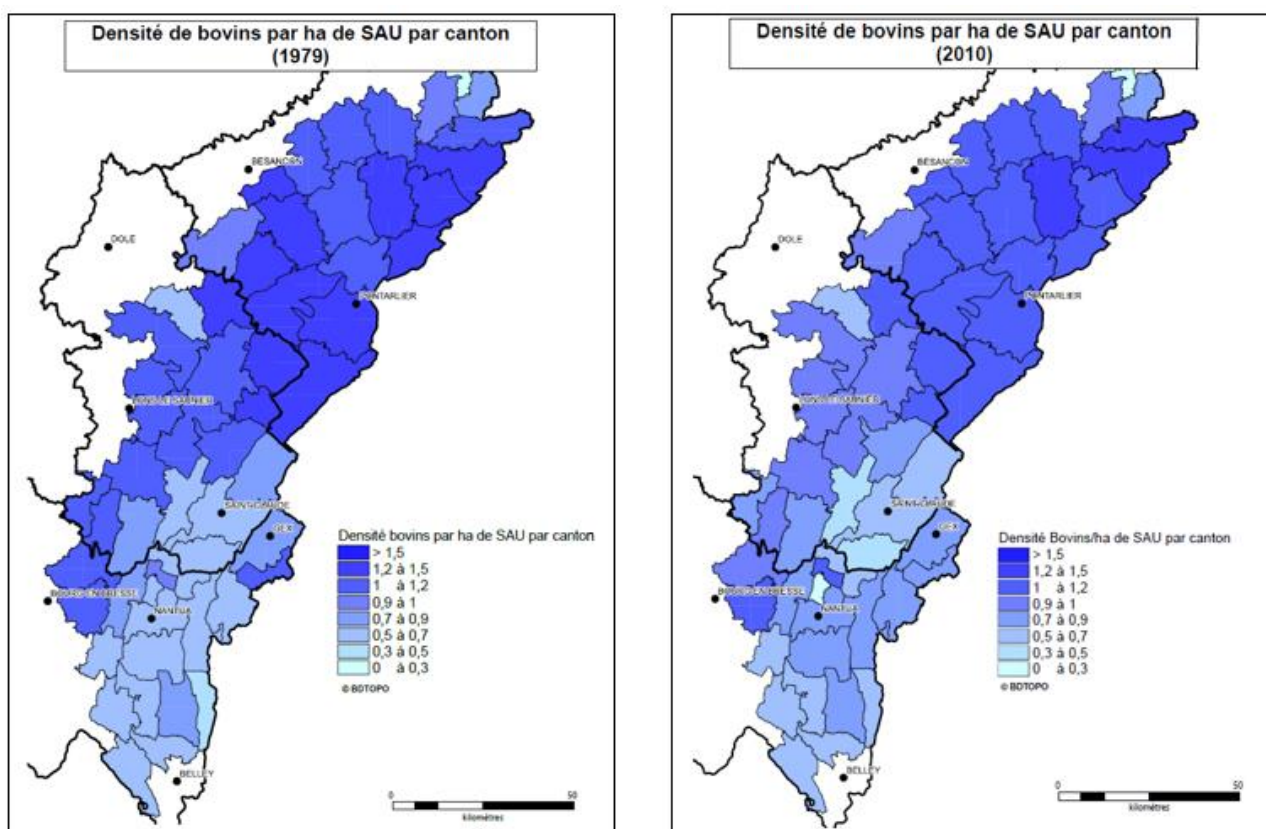 Densité de bovins par ha de SAU par canton
(1979)
BESANCON
DOLE
PONTARLIER
LONS-LE-SAUNIER
SAINT-CLAUDE
GEX
BOURG-EN-BRESSE
NANTUA
BELLEY
Densité bovins par ha de SAU par canton
> 1,5
1,2 à 1,5
1 à 1,2
0,9 à 1
0,7 à 0,9
0,5 à 0,7
0,3 à 0,5
0 à 0,3
© BDTOPO
0 50
kilomètres
Densité de bovins par ha de SAU par canton
(2010)
BESANCON
DOLE
PONTARLIER
LONS-LE-SAUNIER
SAINT-CLAUDE
GEX
BOURG-EN-BRESSE
NANTUA
BELLEY
Densité Bovins/ha de SAU par canton
> 1,5
1,2 à 1,5
1 à 1,2
0,9 à 1
0,7 à 0,9
0,5 à 0,7
0,3 à 0,5
0 à 0,3
© BDTOPO
0 50
kilomètres